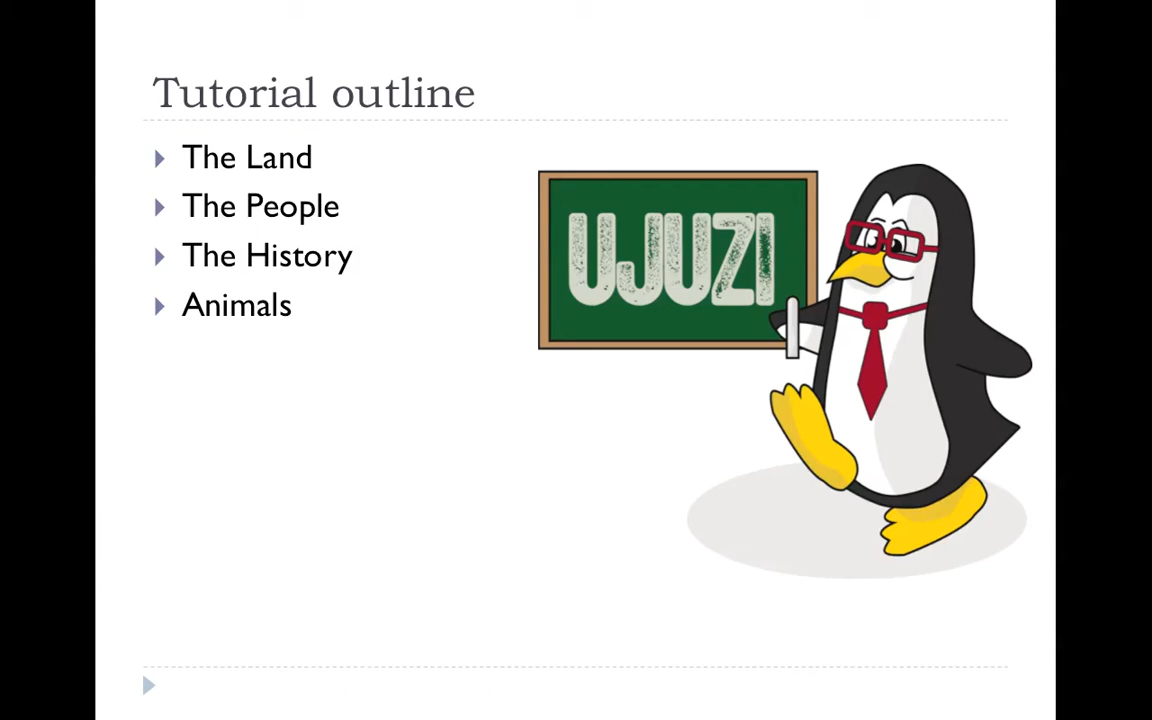 Tutorial outline
The Land
The People
The History
Animals
UJUZI